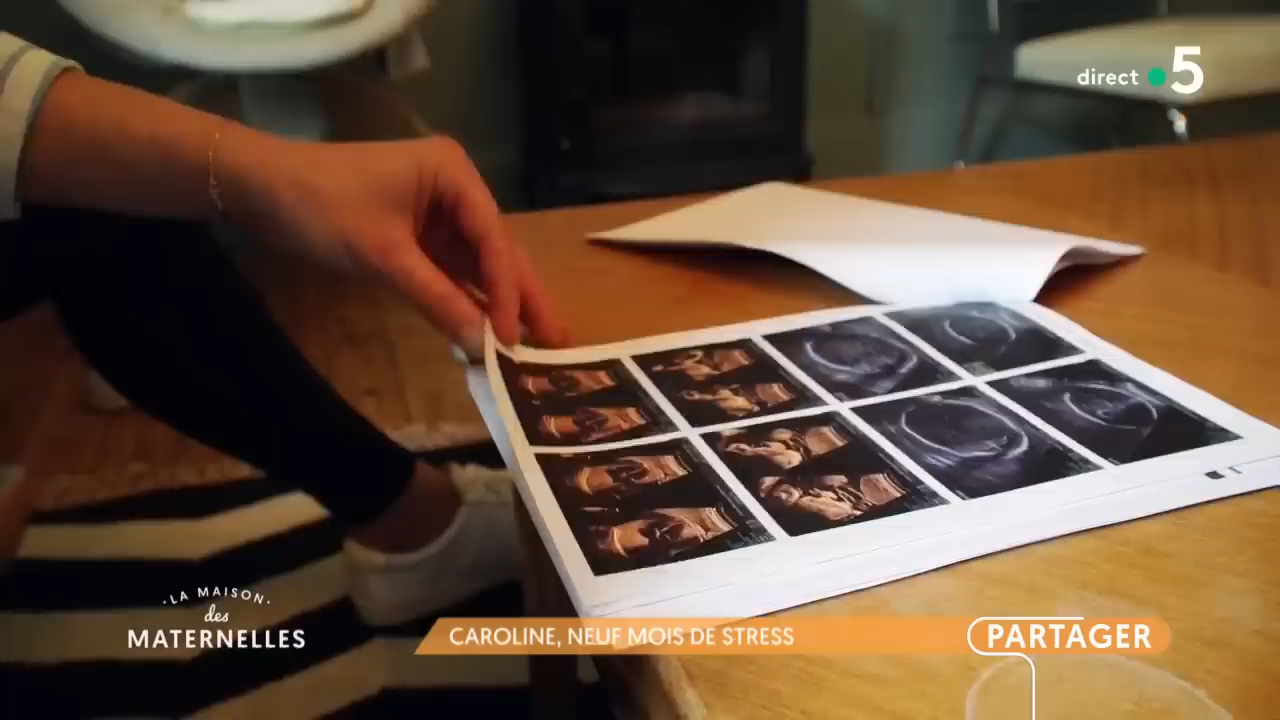 direct 5
·LA MAISON·
des
MATERNELLES
CAROLINE, NEUF MOIS DE STRESS
PARTAGER